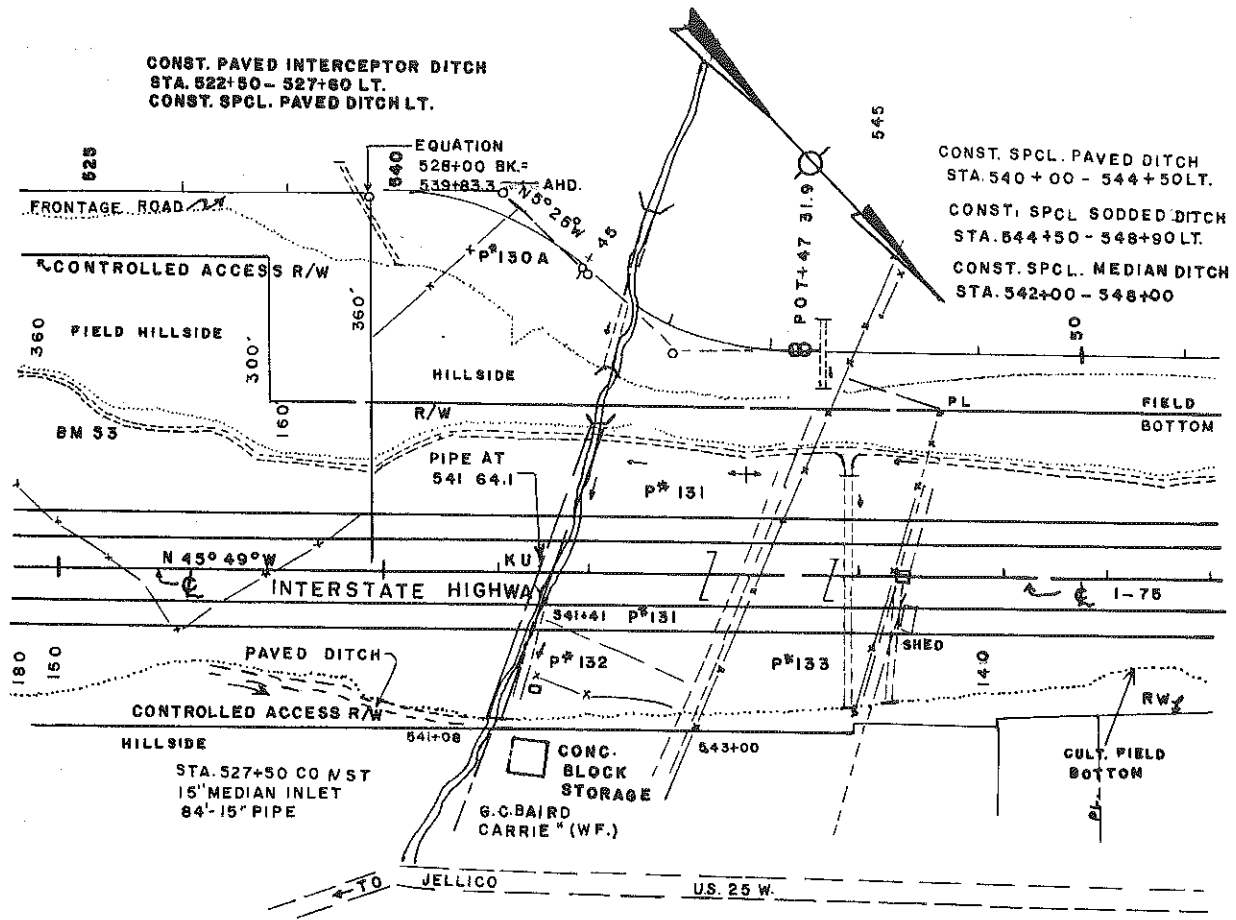 CONST. PAVED INTERCEPTOR DITCH
STA. 522+50 - 527+60 LT.
CONST. SPCL. PAVED DITCH LT.
525
EQUATION
528+00 BK.=
539+83.3 AHD.
540
N 5° 26' W
+45
545
POT+47 31.9
CONST. SPCL. PAVED DITCH
STA. 540+00 - 544+50 LT.
CONST. SPCL SODDED DITCH
STA. 544+50 - 548+90 LT.
CONST. SPCL. MEDIAN DITCH
STA. 542+00 - 548+00
FRONTAGE ROAD
CONTROLLED ACCESS R/W
P# 130 A
360'
FIELD HILLSIDE
360
300'
160
HILLSIDE
R/W
50
PL
FIELD
BOTTOM
BM 53
PIPE AT
541 64.1
P# 131
N 45° 49' W
KU
INTERSTATE HIGHWAY
℄ I-75
541+41
P# 131
SHED
180
150
PAVED DITCH
P# 132
P# 133
140
CONTROLLED ACCESS R/W
RW
HILLSIDE
541+08
543+00
STA. 527+50 CONST
15" MEDIAN INLET
84'-15" PIPE
CONC.
BLOCK
STORAGE
G.C. BAIRD
CARRIE " (WF.)
CULT. FIELD
BOTTOM
PL
TO JELLICO
U.S. 25 W.